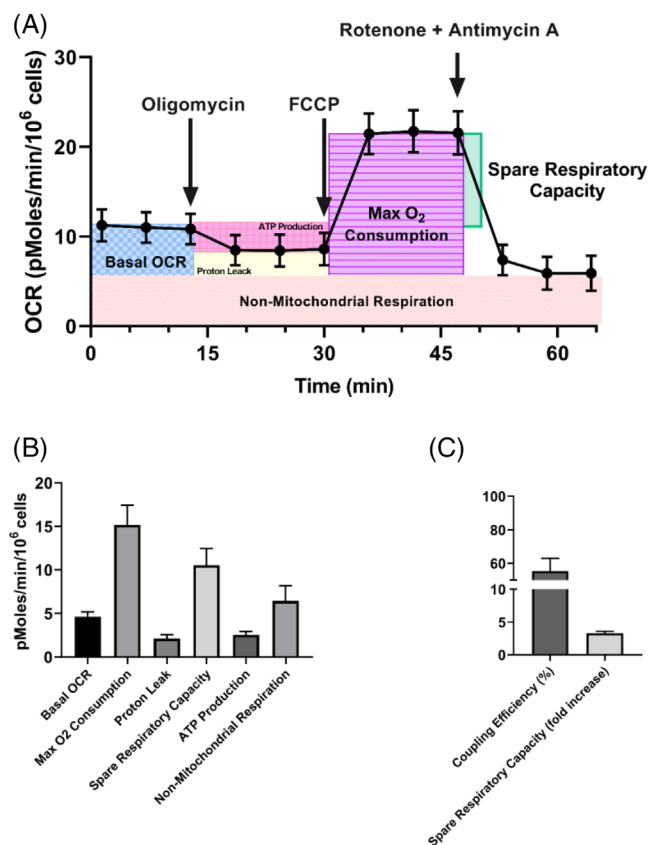 (A)
Rotenone + Antimycin A
Oligomycin
FCCP
30
20
10
0
OCR (pMoles/min/10⁶ cells)
Spare Respiratory
Capacity
ATP Production
Max O₂
Consumption
Basal OCR
Proton Leack
Non-Mitochondrial Respiration
0
15
30
45
60
Time (min)
(B)
20
15
10
5
0
pMoles/min/10⁶ cells
Basal OCR
Max O2 Consumption
Proton Leak
Spare Respiratory Capacity
ATP Production
Non-Mitochondrial Respiration
(C)
100
80
60
10
5
0
Coupling Efficiency (%)
Spare Respiratory Capacity (fold increase)